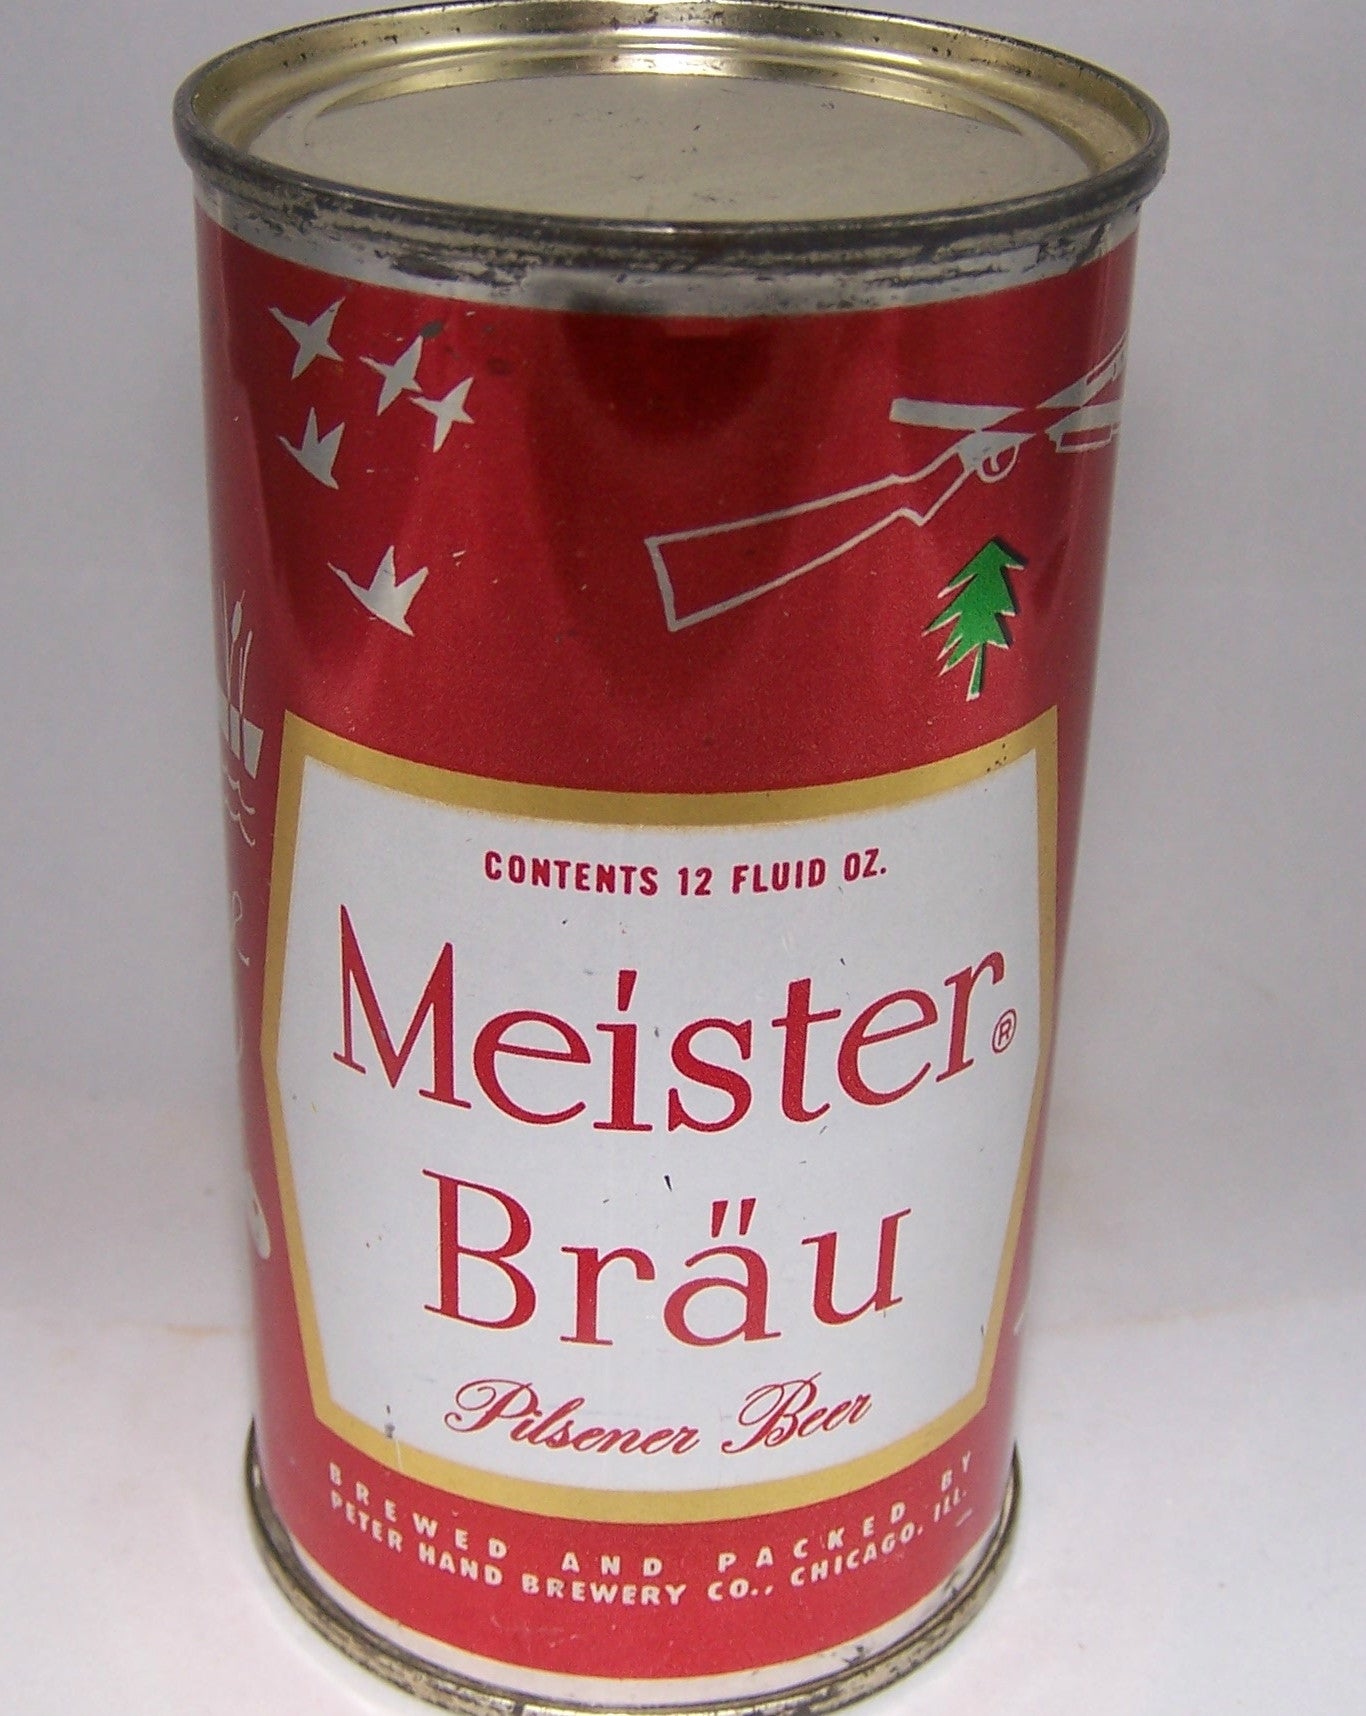 CONTENTS 12 FLUID OZ.
Meister®
Bräu
Pilsener Beer
BREWED AND PACKED BY
PETER HAND BREWERY CO., CHICAGO, ILL.